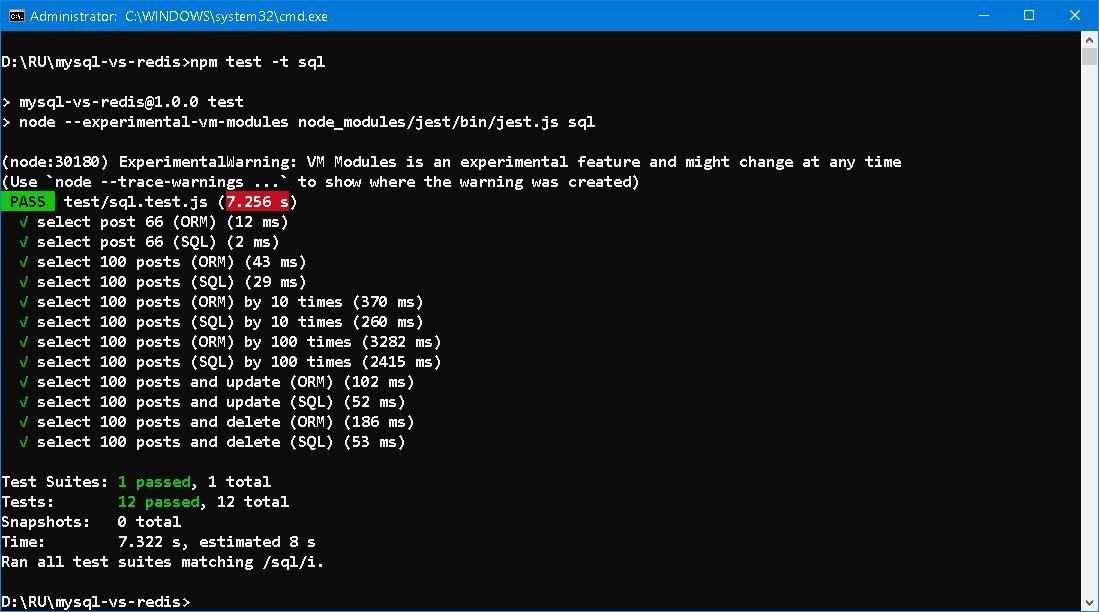 Administrator: C:\WINDOWS\system32\cmd.exe
D:\RU\mysql-vs-redis>npm test -t sql
> mysql-vs-redis@1.0.0 test
> node --experimental-vm-modules node_modules/jest/bin/jest.js sql
(node:30180) ExperimentalWarning: VM Modules is an experimental feature and might change at any time
(Use `node --trace-warnings ...` to show where the warning was created)
PASS test/sql.test.js (7.256 s)
√ select post 66 (ORM) (12 ms)
√ select post 66 (SQL) (2 ms)
√ select 100 posts (ORM) (43 ms)
√ select 100 posts (SQL) (29 ms)
√ select 100 posts (ORM) by 10 times (370 ms)
√ select 100 posts (SQL) by 10 times (260 ms)
√ select 100 posts (ORM) by 100 times (3282 ms)
√ select 100 posts (SQL) by 100 times (2415 ms)
√ select 100 posts and update (ORM) (102 ms)
√ select 100 posts and update (SQL) (52 ms)
√ select 100 posts and delete (ORM) (186 ms)
√ select 100 posts and delete (SQL) (53 ms)
Test Suites: 1 passed, 1 total
Tests: 12 passed, 12 total
Snapshots: 0 total
Time: 7.322 s, estimated 8 s
Ran all test suites matching /sql/i.
D:\RU\mysql-vs-redis>